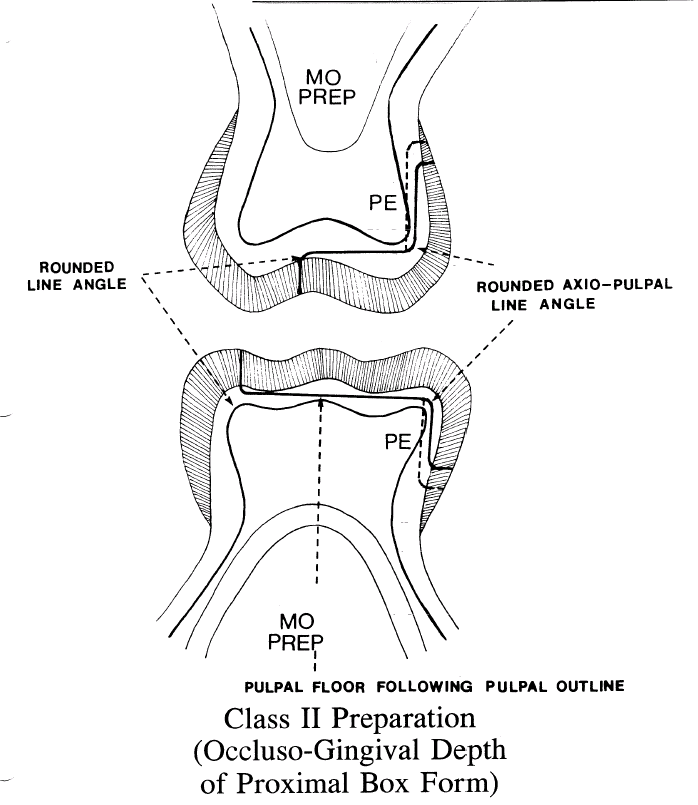 MO
PREP
PE
ROUNDED
LINE ANGLE
ROUNDED AXIO-PULPAL
LINE ANGLE
PE
MO
PREP
PULPAL FLOOR FOLLOWING PULPAL OUTLINE
Class II Preparation
(Occluso-Gingival Depth
of Proximal Box Form)